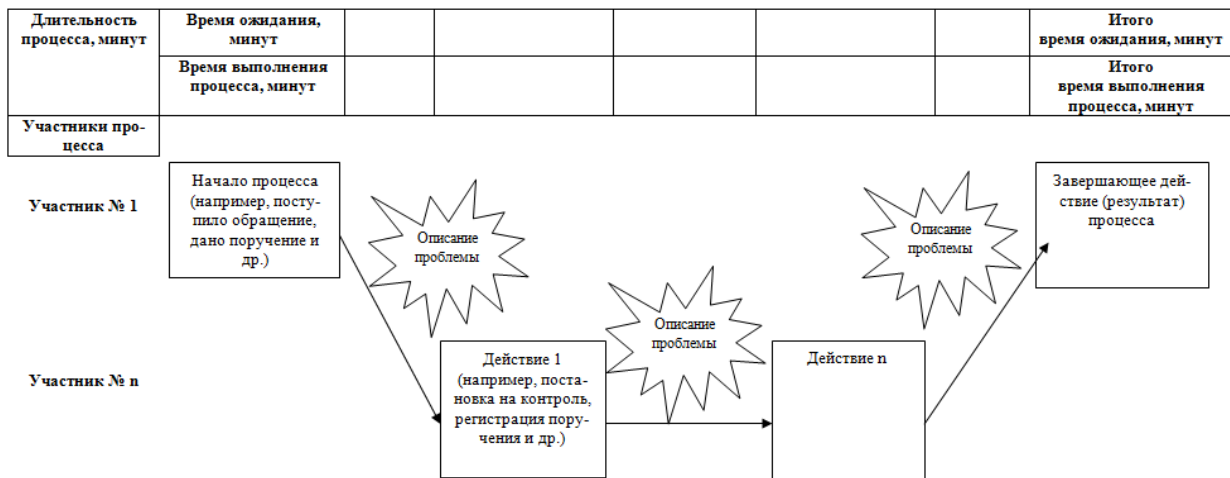 Длительность
процесса, минут
Время ожидания,
минут
Итого
время ожидания, минут
Время выполнения
процесса, минут
Итого
время выполнения
процесса, минут
Участники про-
цесса
Участник № 1
Начало процесса
(например, посту-
пило обращение,
дано поручение и
др.)
Описание
проблемы
Описание
проблемы
Завершающее дей-
ствие (результат)
процесса
Описание
проблемы
Участник № n
Действие 1
(например, поста-
новка на контроль,
регистрация пору-
чения и др.)
Действие n